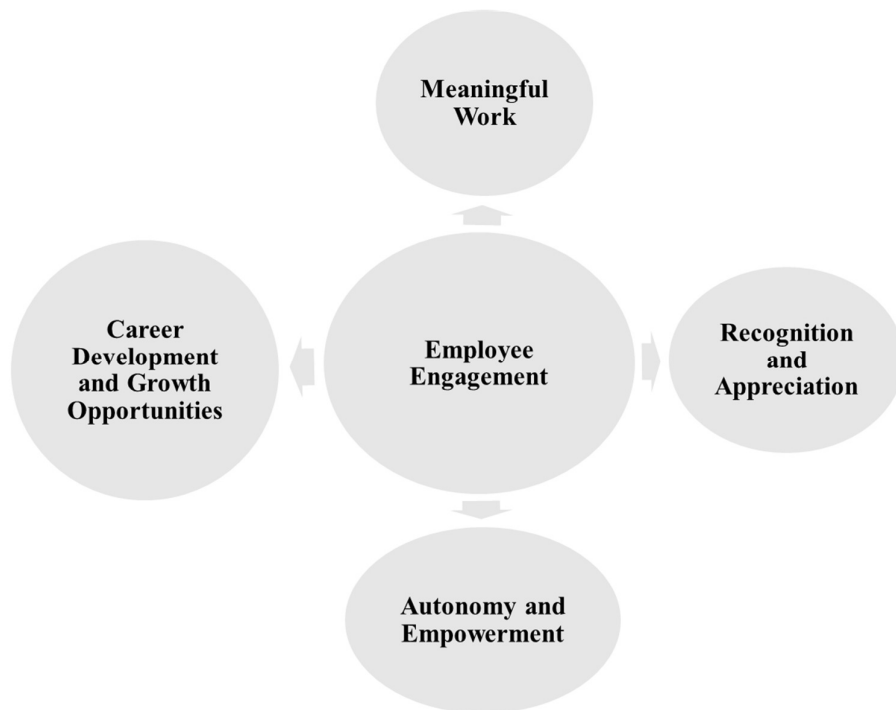 Meaningful
Work
Career
Development
and Growth
Opportunities
Employee
Engagement
Recognition
and
Appreciation
Autonomy and
Empowerment